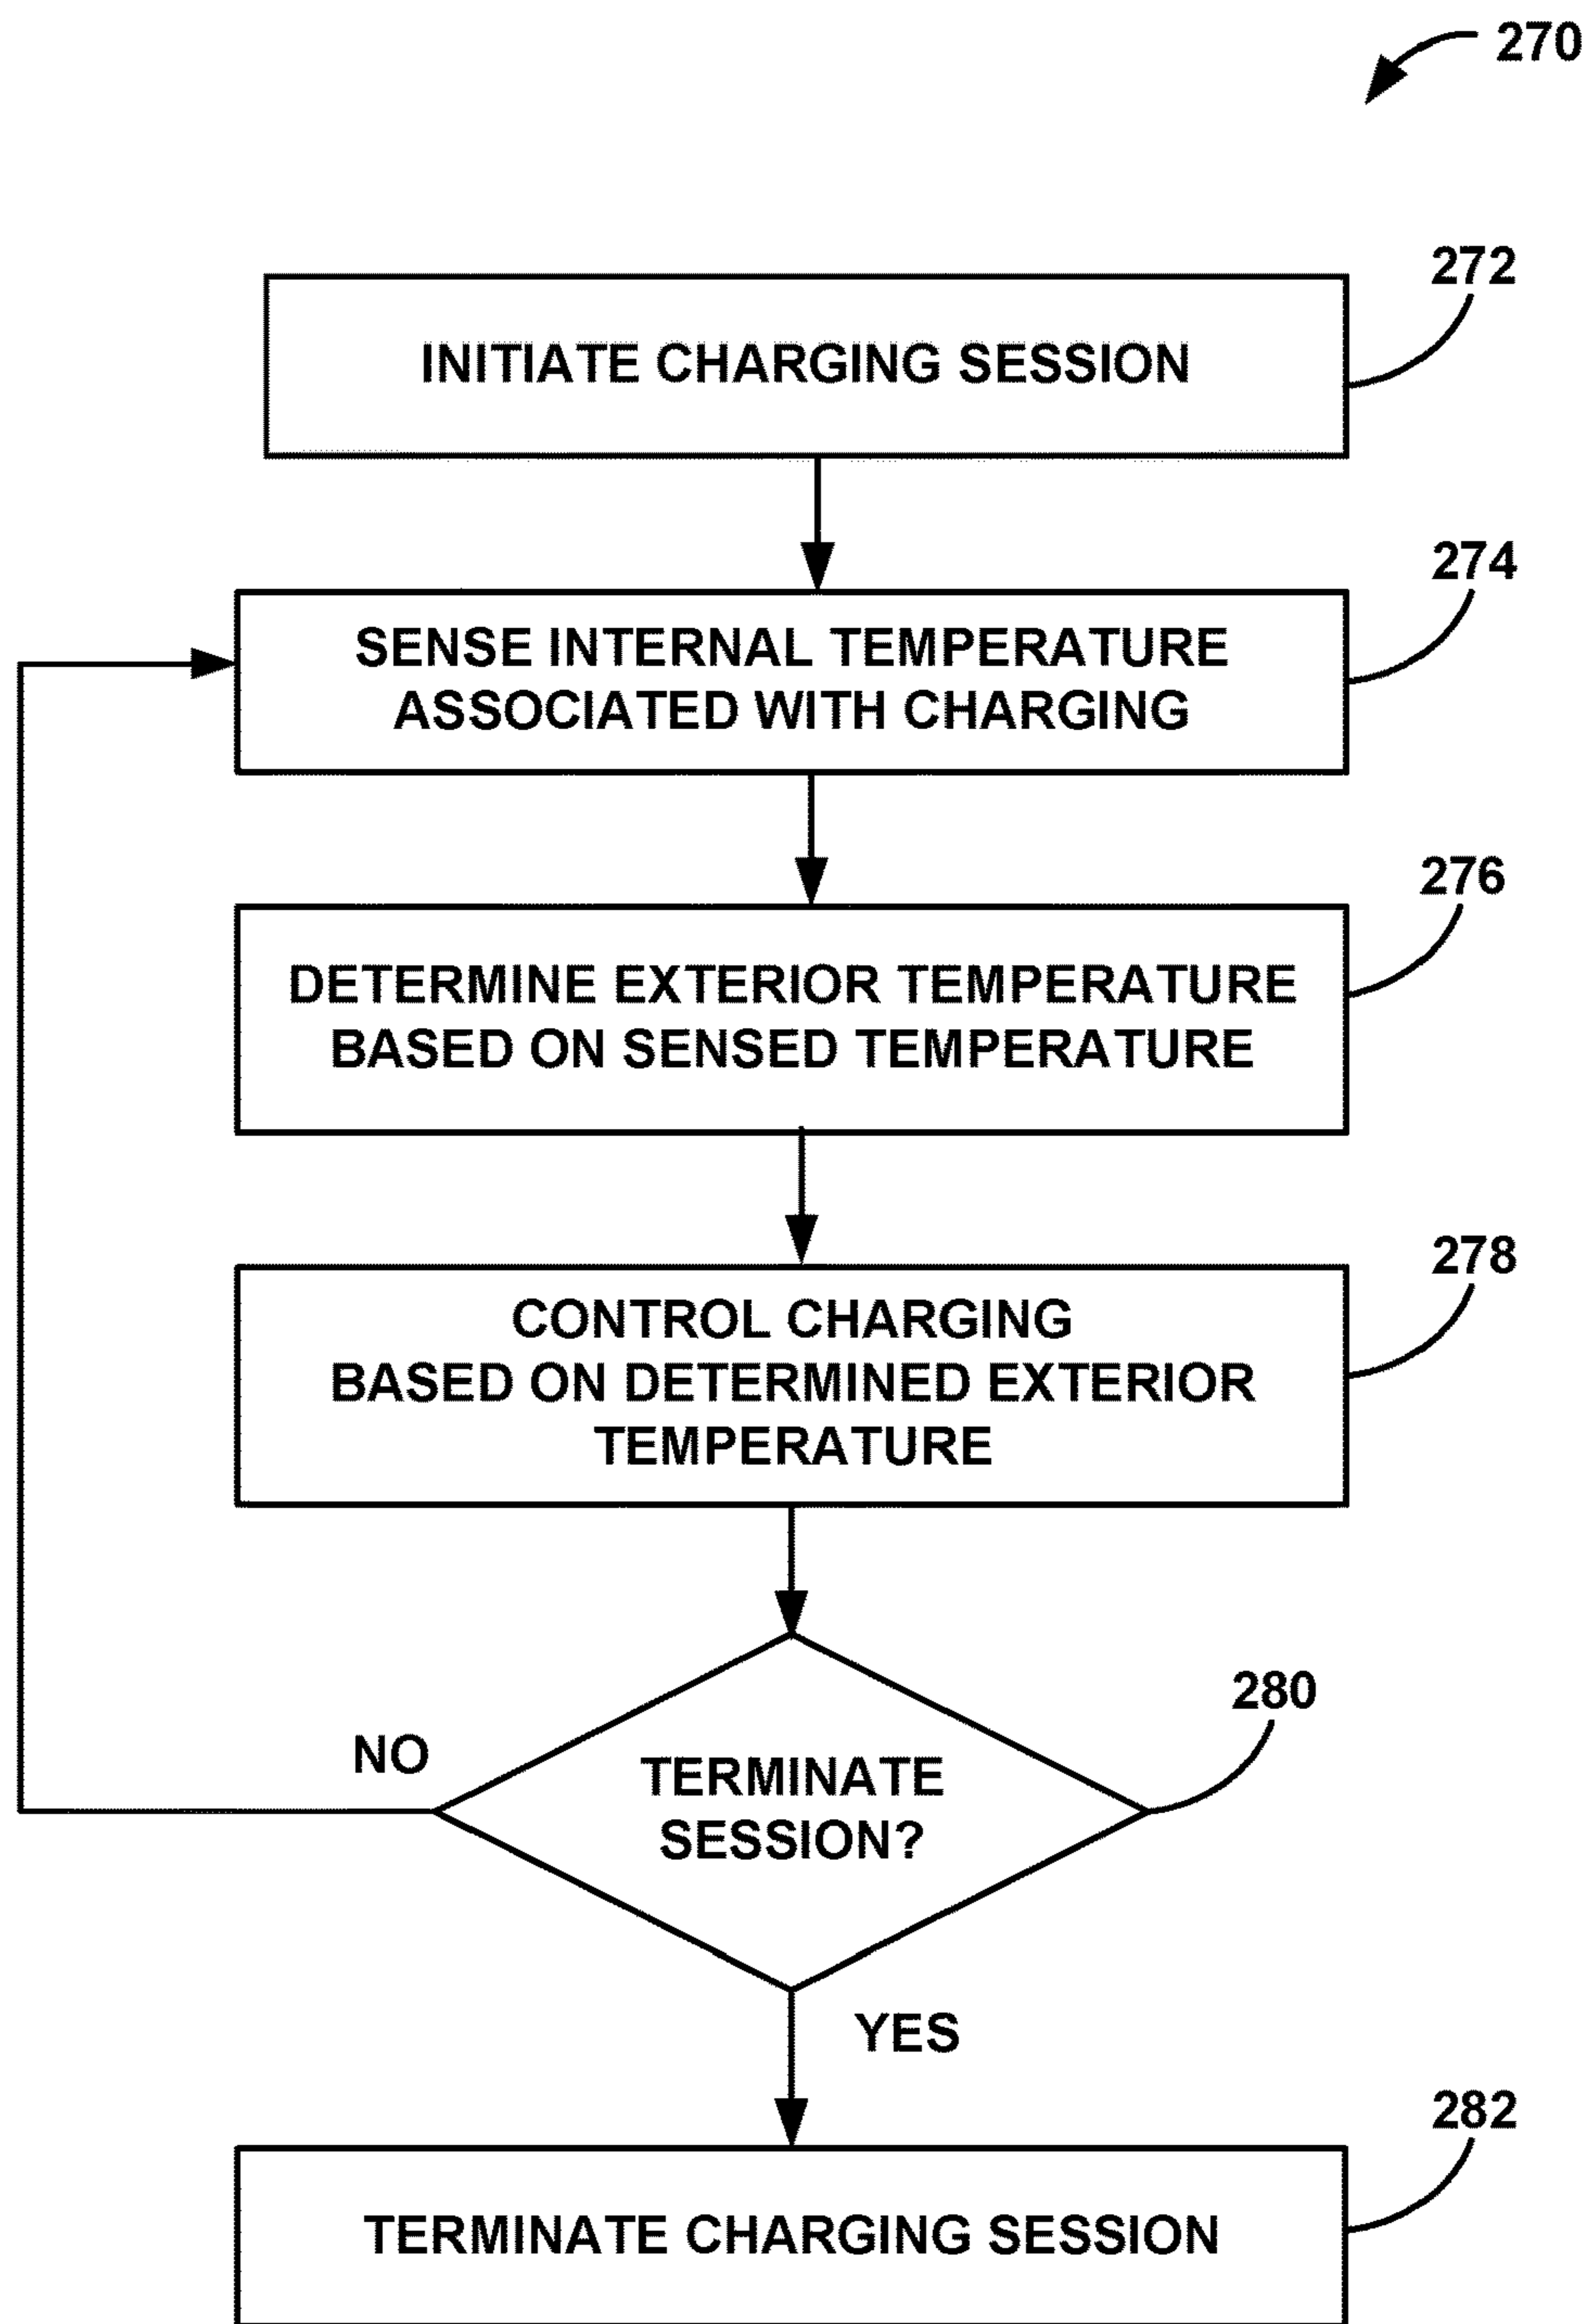 270
272
INITIATE CHARGING SESSION
274
SENSE INTERNAL TEMPERATURE
ASSOCIATED WITH CHARGING
276
DETERMINE EXTERIOR TEMPERATURE
BASED ON SENSED TEMPERATURE
278
CONTROL CHARGING
BASED ON DETERMINED EXTERIOR
TEMPERATURE
280
NO
TERMINATE
SESSION?
YES
282
TERMINATE CHARGING SESSION